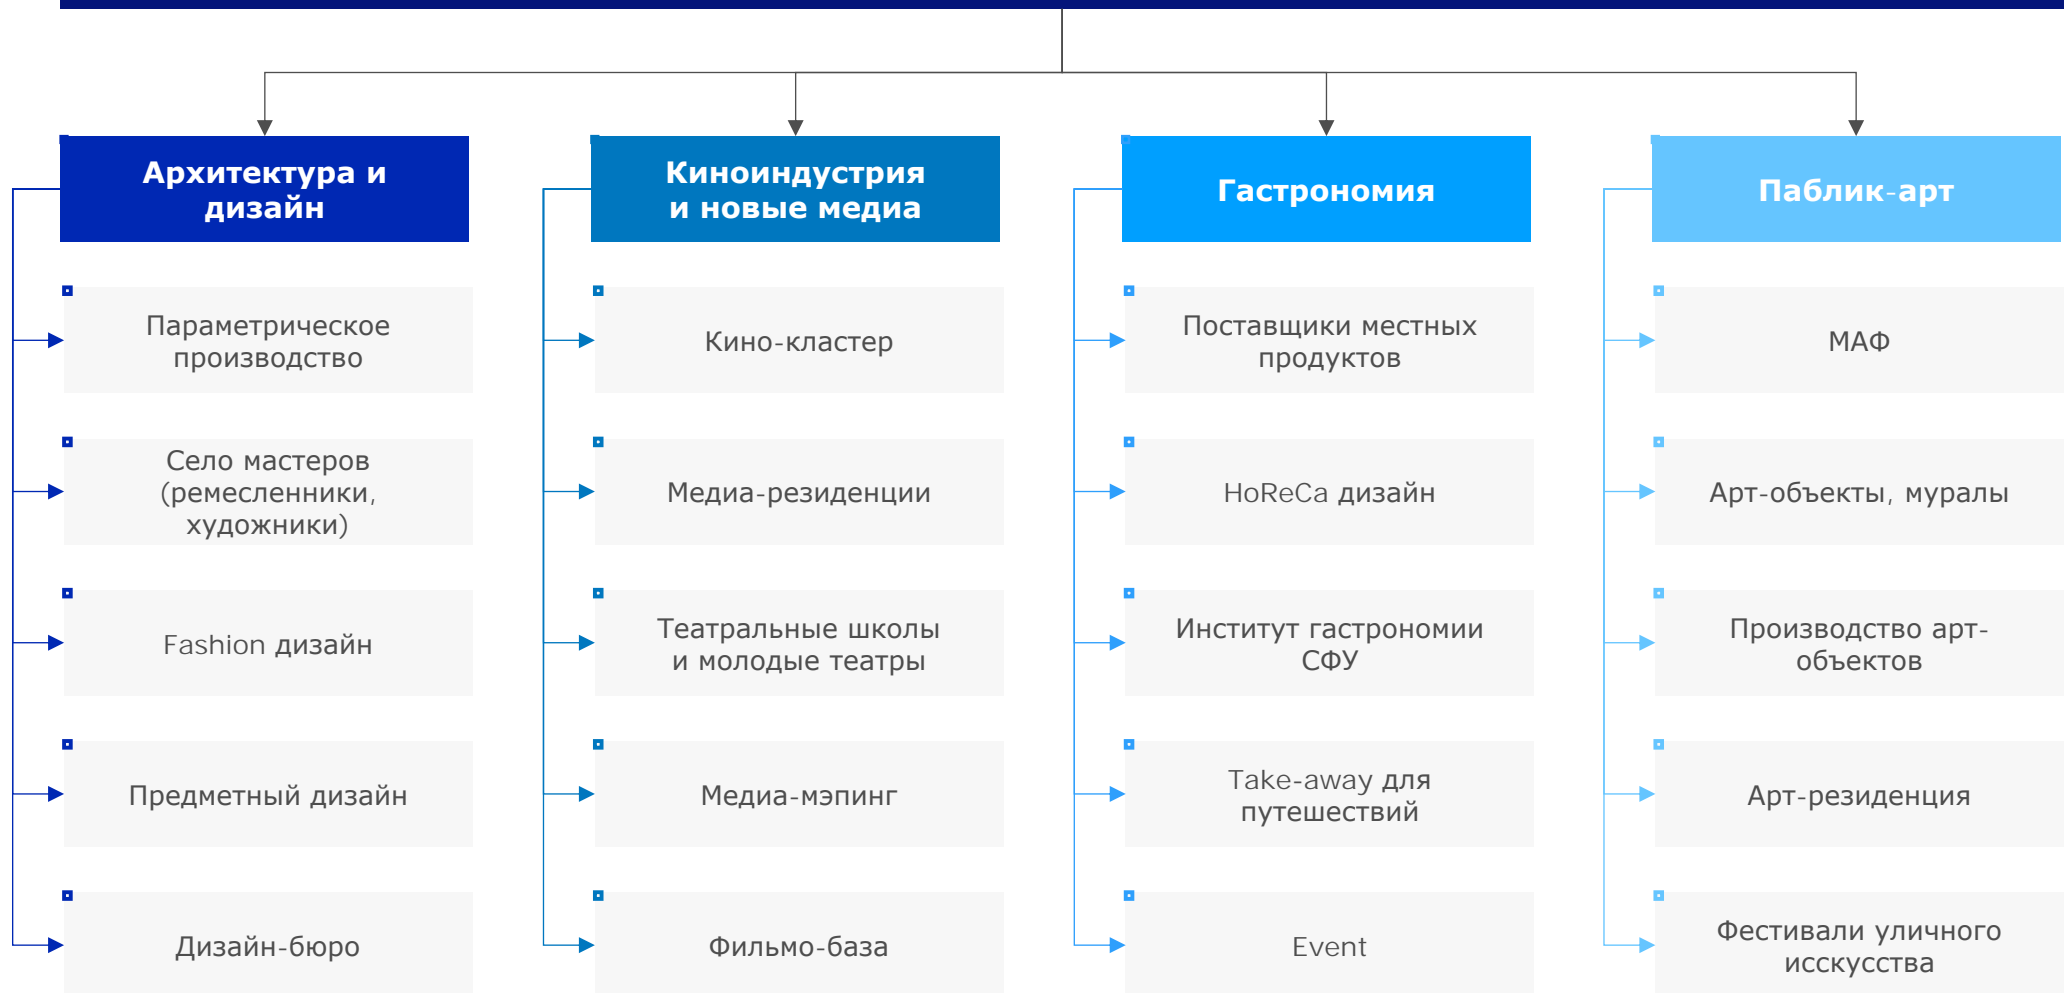 Архитектура и
дизайн
Параметрическое
производство
Село мастеров
(ремесленники,
художники)
Fashion дизайн
Предметный дизайн
Дизайн-бюро
Киноиндустрия
и новые медиа
Кино-кластер
Медиа-резиденции
Театральные школы
и молодые театры
Медиа-мэпинг
Фильмо-база
Гастрономия
Поставщики местных
продуктов
HoReCa дизайн
Институт гастрономии
СФУ
Take-away для
путешествий
Event
Паблик-арт
МАФ
Арт-объекты, муралы
Производство арт-
объектов
Арт-резиденция
Фестивали уличного
исскусства